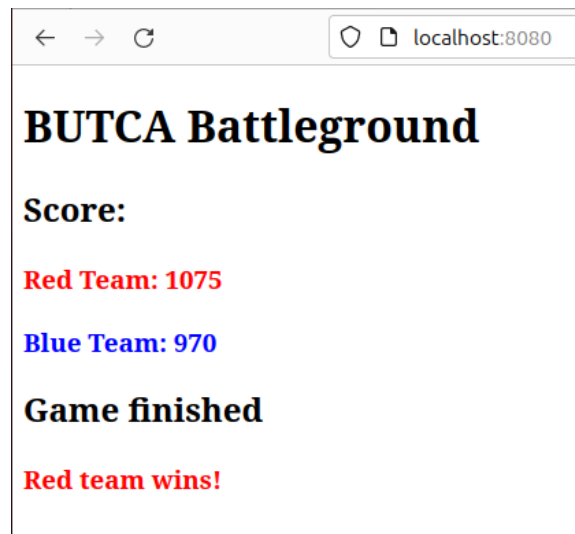 localhost:8080
BUTCA Battleground
Score:
Red Team: 1075
Blue Team: 970
Game finished
Red team wins!